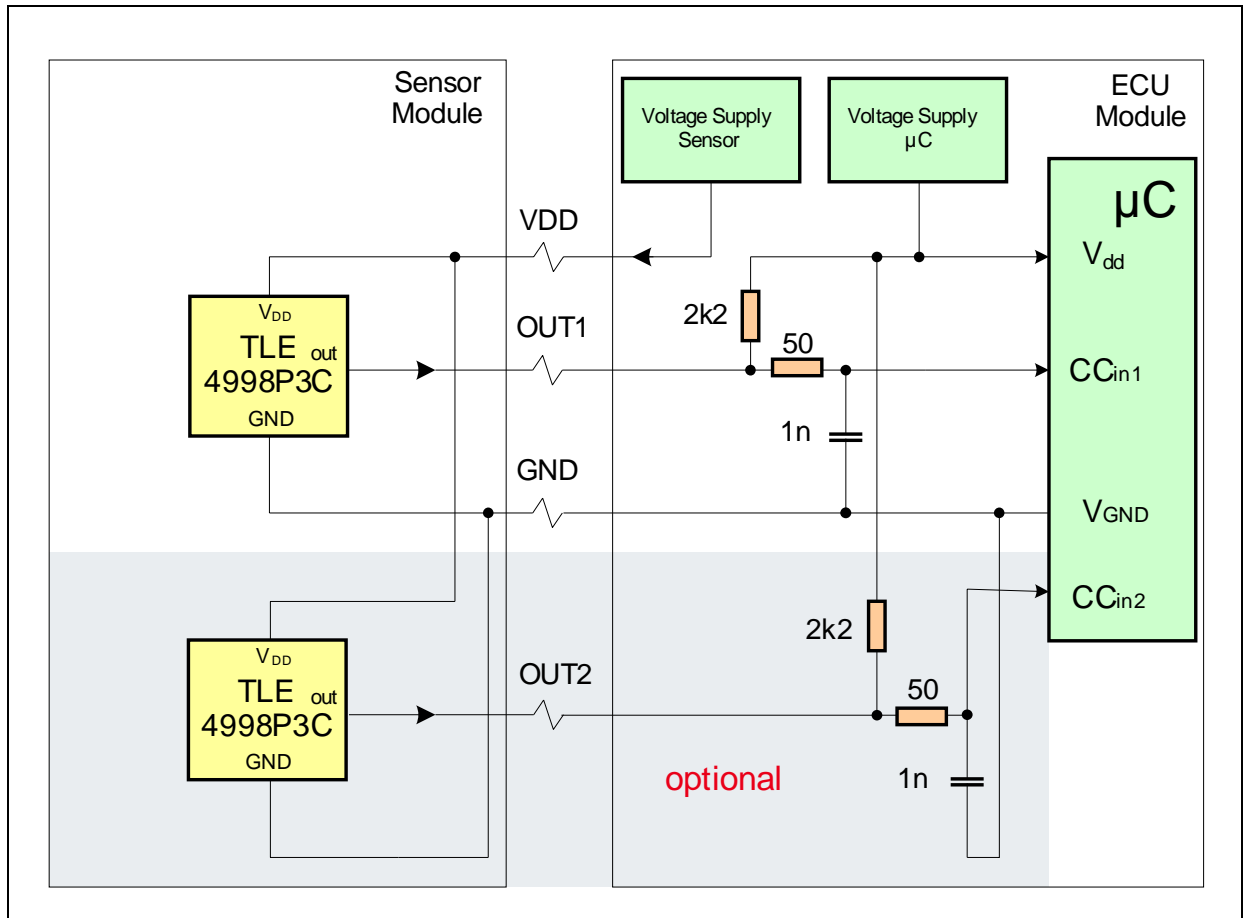 Sensor
Module
Voltage Supply
Sensor
Voltage Supply
µC
ECU
Module
µC
VDD
Vdd
VDD
TLE out
4998P3C
GND
OUT1
2k2
50
CCin1
1n
GND
VGND
CCin2
2k2
VDD
TLE out
4998P3C
GND
OUT2
50
optional
1n